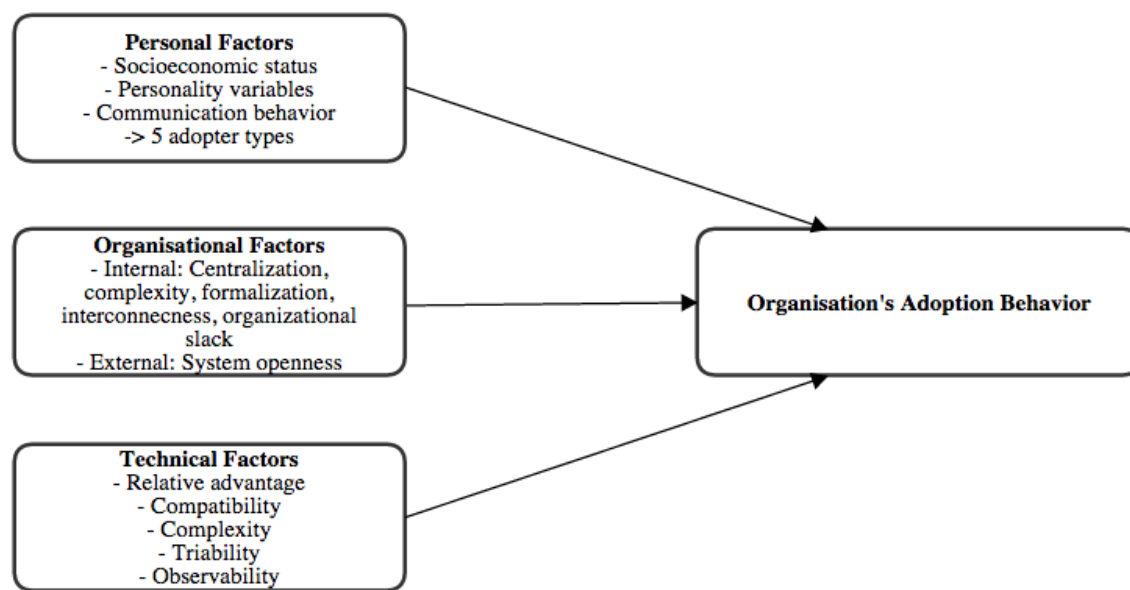 Personal Factors
- Socioeconomic status
- Personality variables
- Communication behavior
-> 5 adopter types
Organisational Factors
- Internal: Centralization,
complexity, formalization,
interconnecness, organizational
slack
- External: System openness
Organisation's Adoption Behavior
Technical Factors
- Relative advantage
- Compatibility
- Complexity
- Triability
- Observability